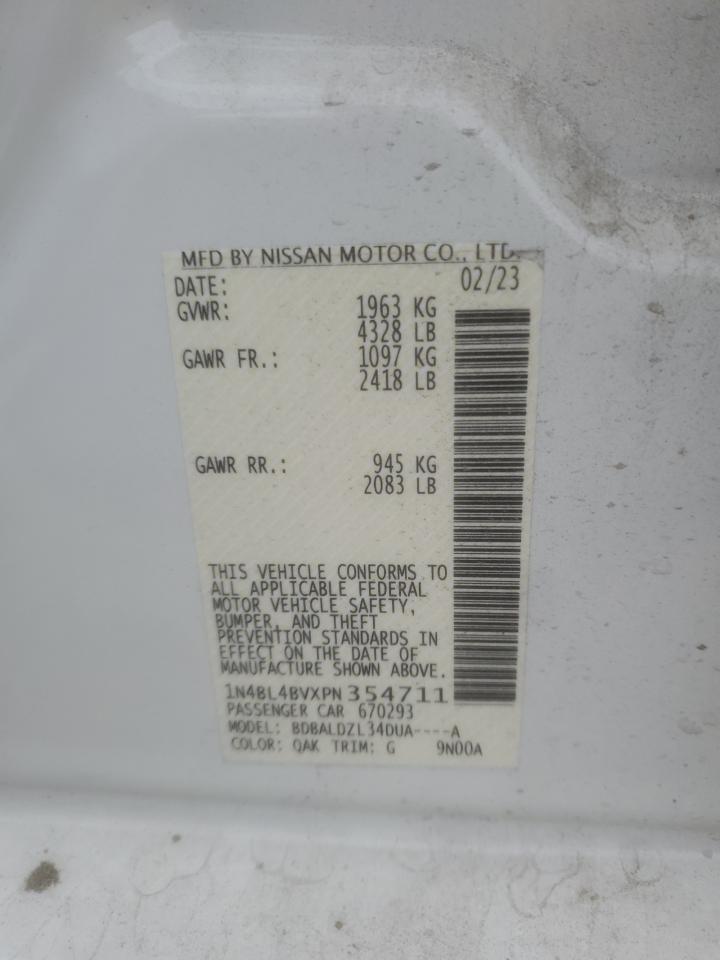 MFD BY NISSAN MOTOR CO., LTD.
DATE: 02/23
GVWR: 1963 KG
4328 LB
GAWR FR.: 1097 KG
2418 LB
GAWR RR.: 945 KG
2083 LB
THIS VEHICLE CONFORMS TO
ALL APPLICABLE FEDERAL
MOTOR VEHICLE SAFETY,
BUMPER, AND THEFT
PREVENTION STANDARDS IN
EFFECT ON THE DATE OF
MANUFACTURE SHOWN ABOVE.
1N4BL4BVXPN354711
PASSENGER CAR 670293
MODEL: BDBALDZL34DUA----A
COLOR: QAK TRIM: G 9N00A